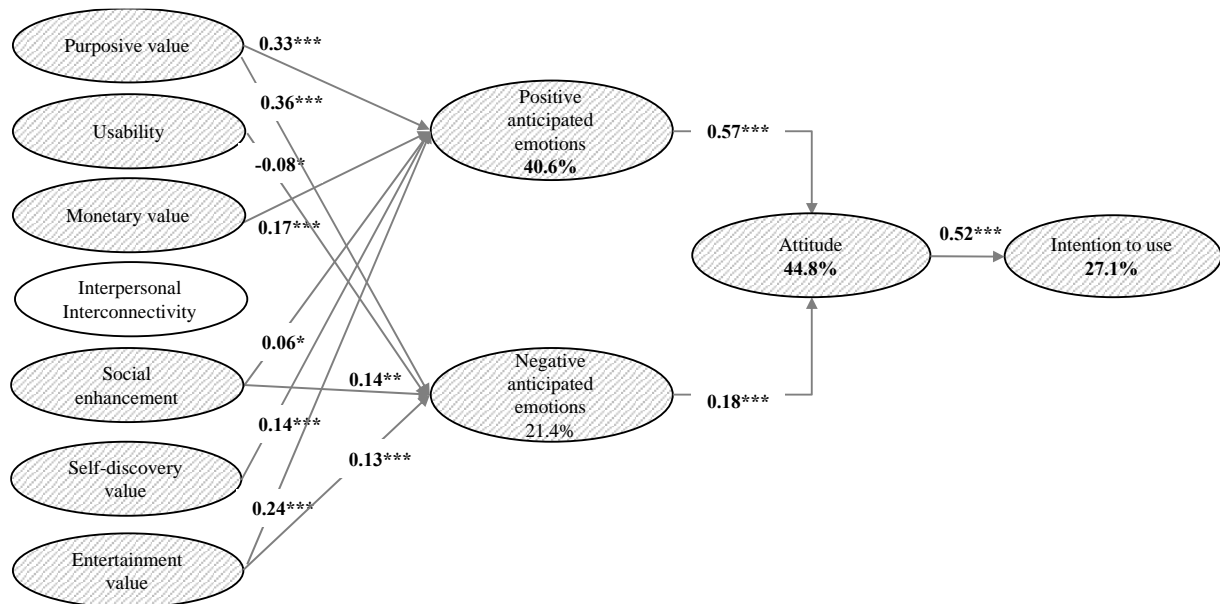 Purposive value
0.33***
0.36***
Usability
-0.08*
Monetary value
0.17***
Interpersonal
Interconnectivity
Social
enhancement
0.06*
0.14**
Self-discovery
value
0.14***
0.13***
Entertainment
value
0.24***
Positive
anticipated
emotions
40.6%
0.57***
Negative
anticipated
emotions
21.4%
0.18***
Attitude
44.8%
0.52***
Intention to use
27.1%